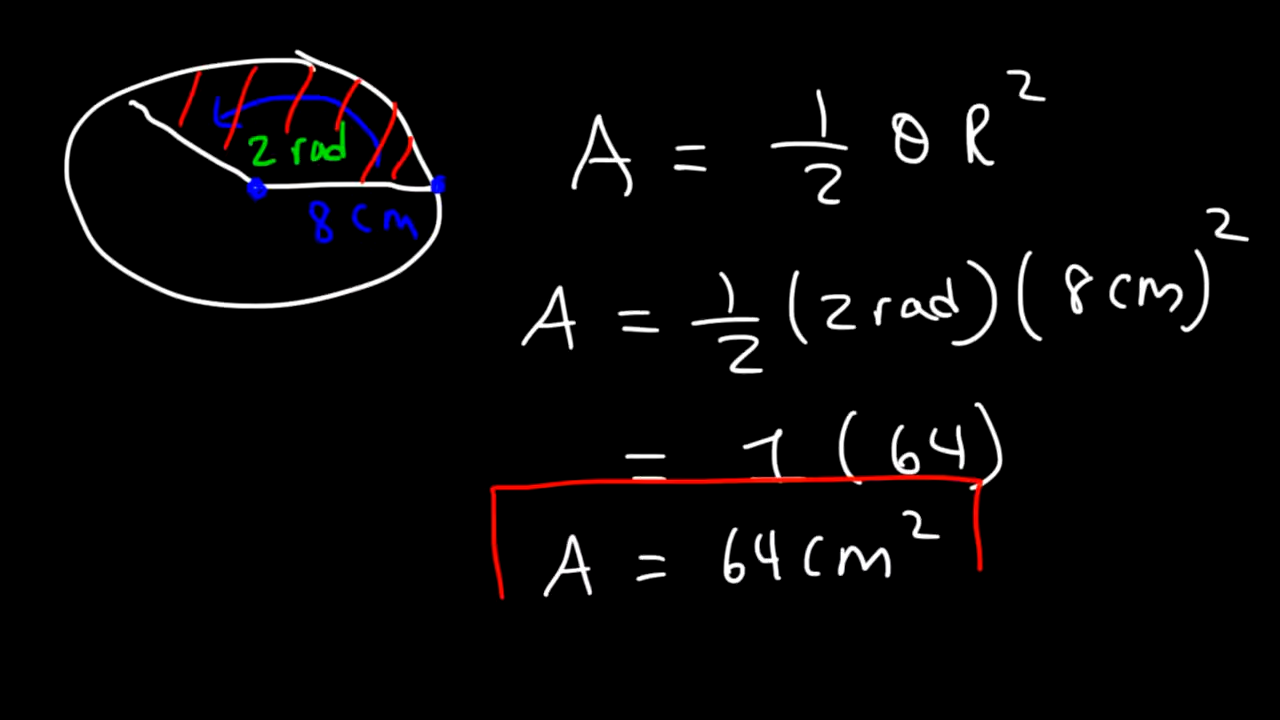 2 rad
8 cm
A = 1/2 θ R²
A = 1/2 (2 rad)(8 cm)²
= 1 (64)
A = 64 cm²